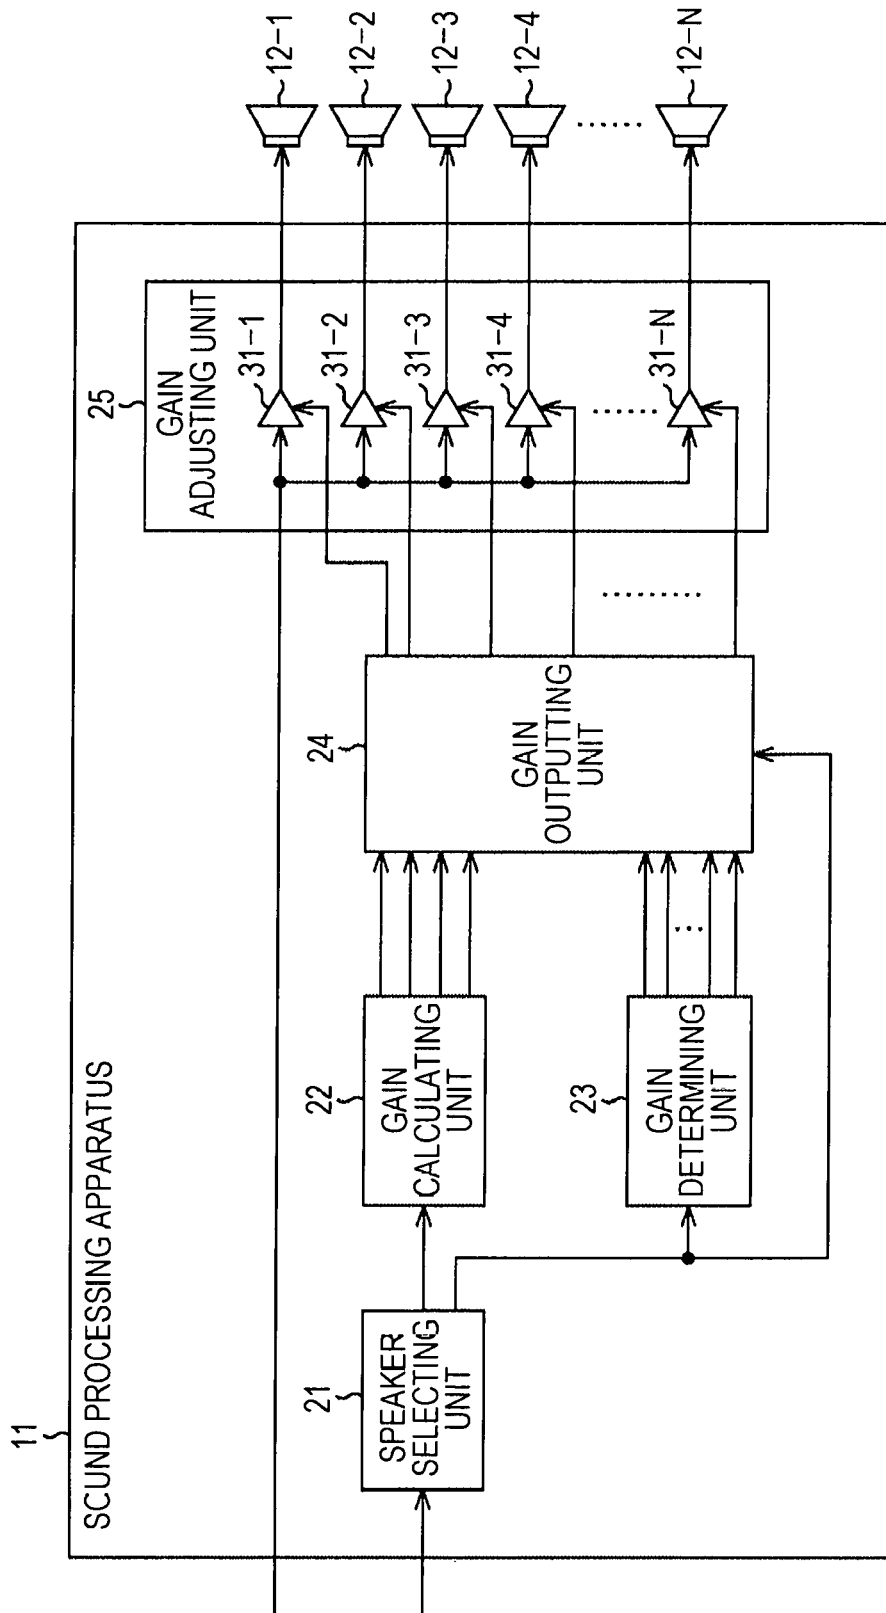 11
SCUND PROCESSING APPARATUS
21
SPEAKER
SELECTING
UNIT
22
GAIN
CALCULATING
UNIT
23
GAIN
DETERMINING
UNIT
24
GAIN
OUTPUTTING
UNIT
25
GAIN
ADJUSTING UNIT
31-1
31-2
31-3
31-4
31-N
12-1
12-2
12-3
12-4
12-N